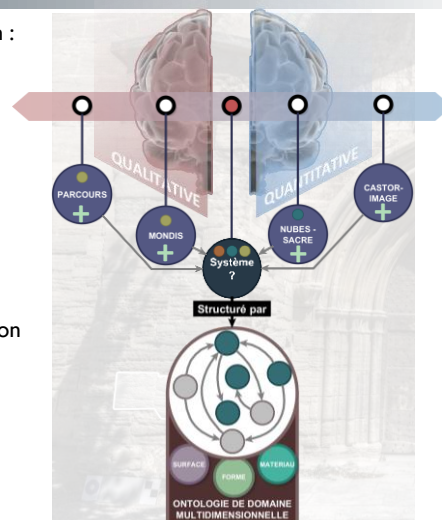 :
QUALITATIVE
QUANTITATIVE
PARCOURS
MONDIS
NUBES -
SACRE
CASTOR-
IMAGE
Système
?
Structuré par
on
SURFACE
FORME
MATERIAU
ONTOLOGIE DE DOMAINE
MULTIDIMENSIONNELLE